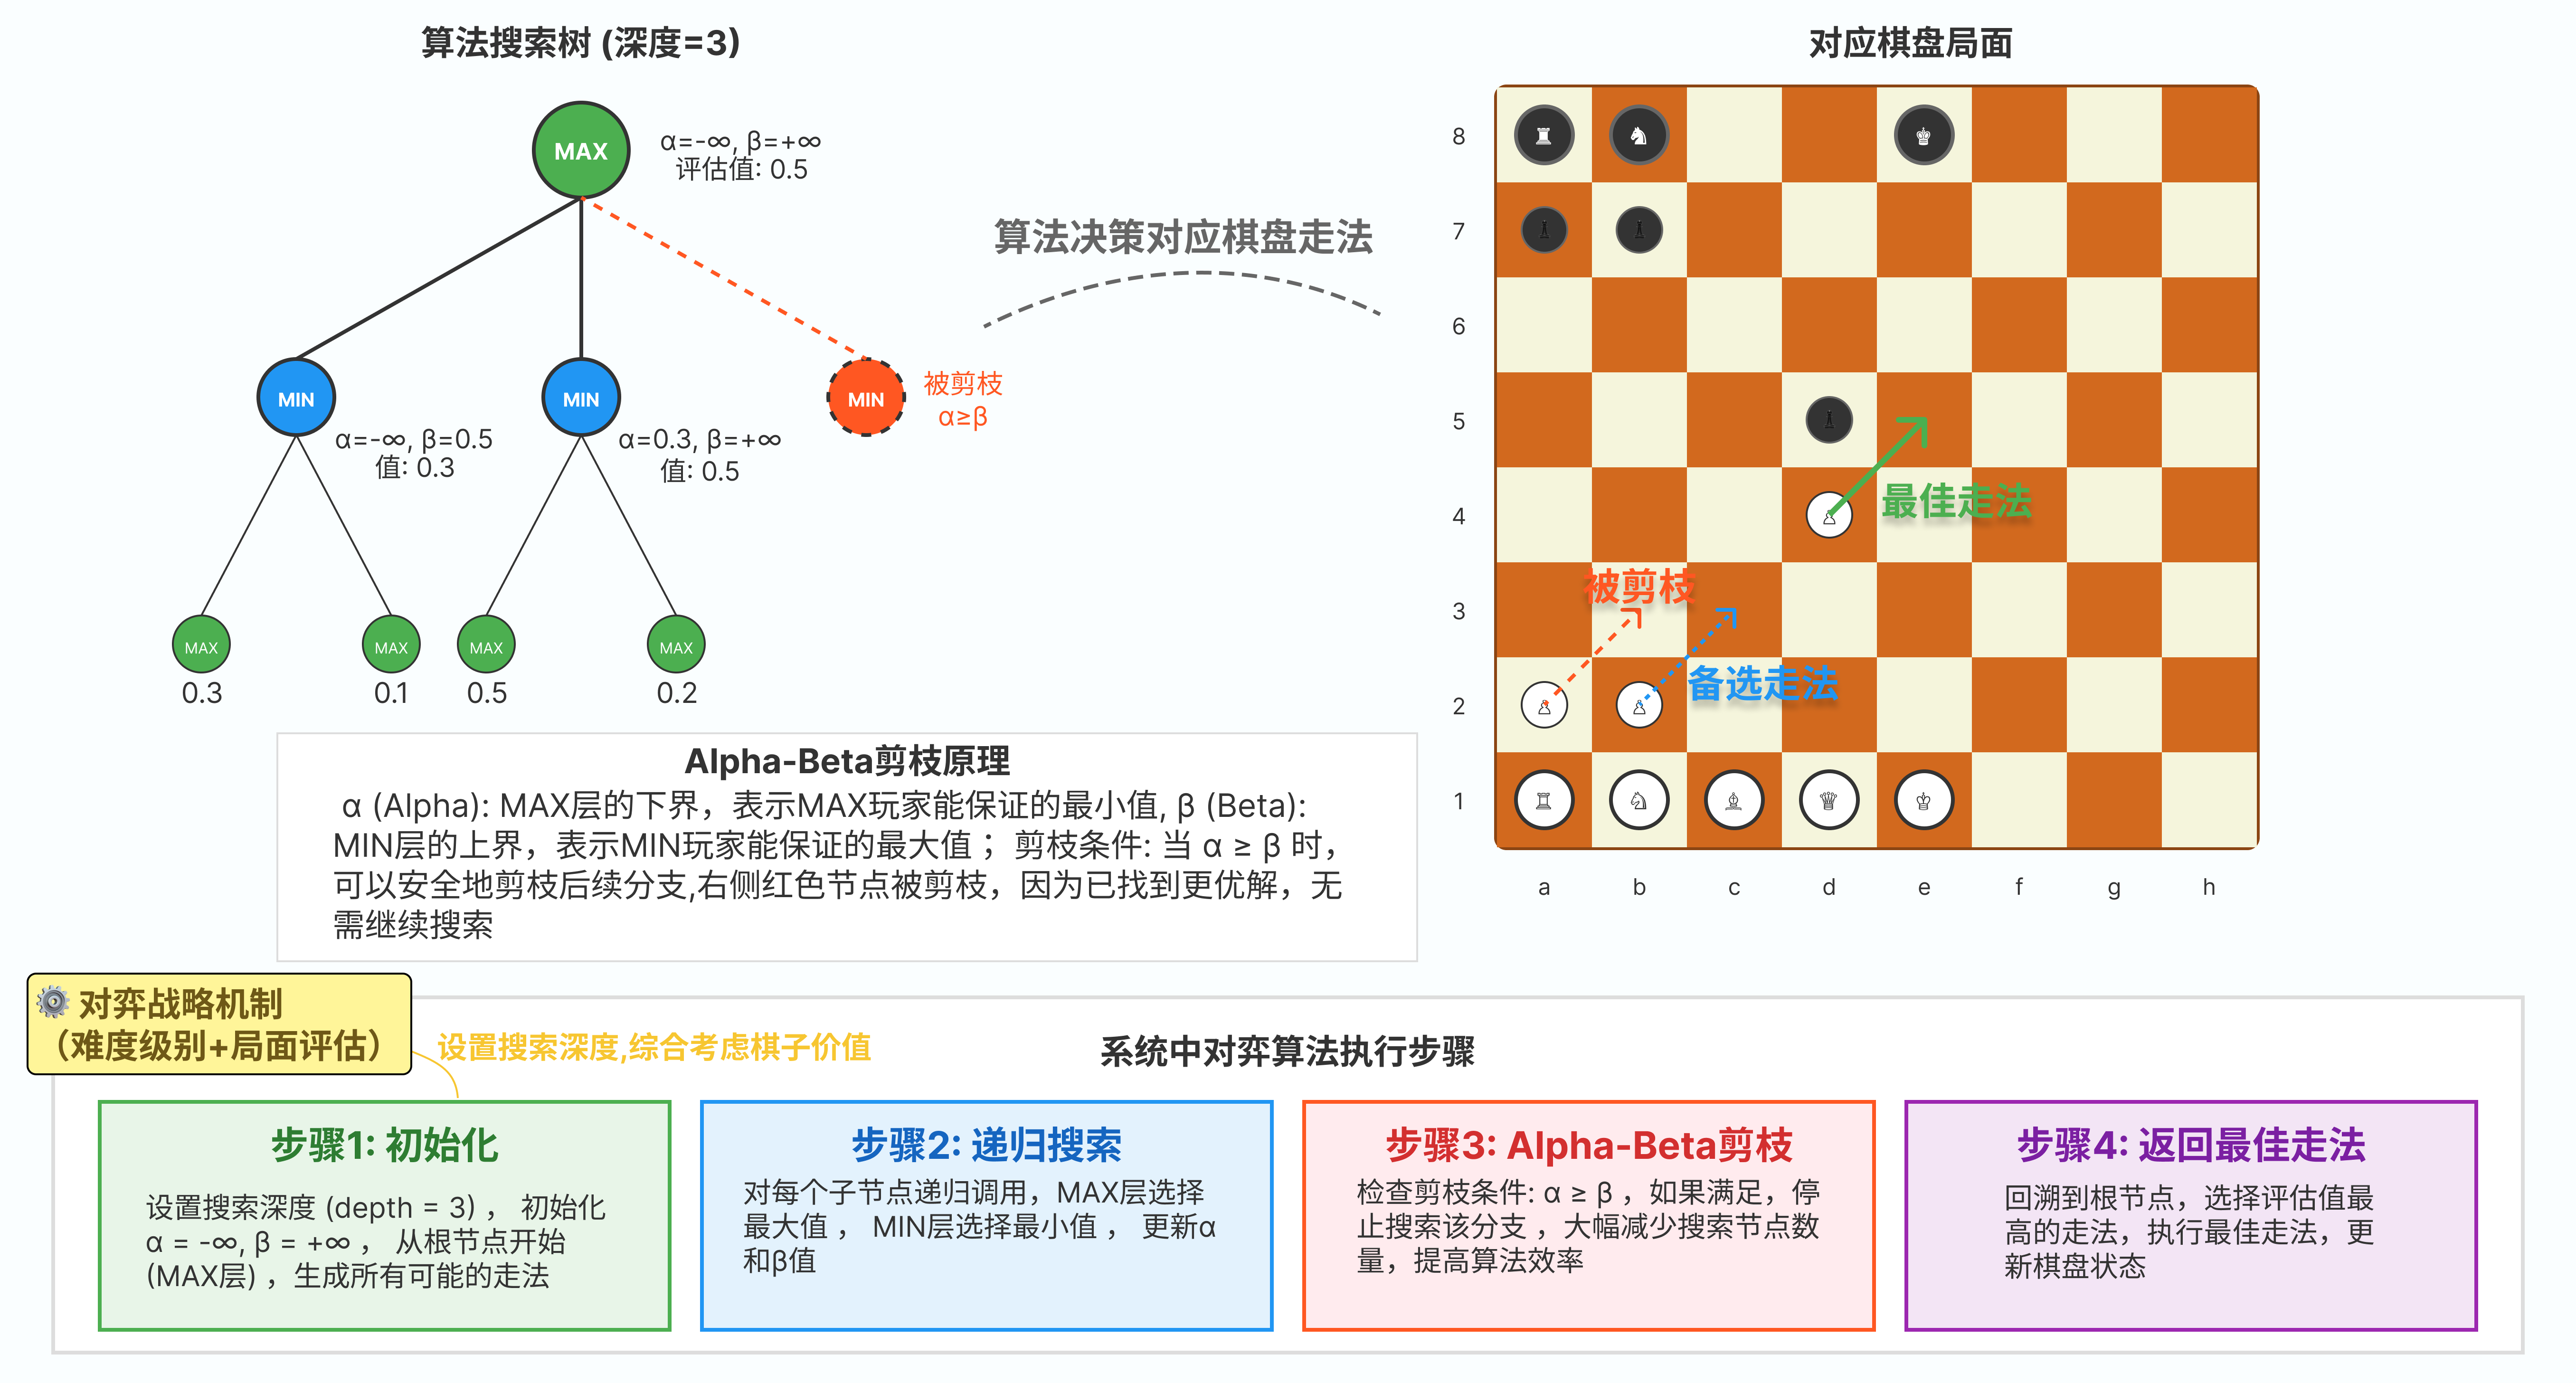 算法搜索树 (深度=3)
MAX
α=-∞, β=+∞
评估值: 0.5
MIN
α=-∞, β=0.5
值: 0.3
MIN
α=0.3, β=+∞
值: 0.5
MIN
被剪枝
α≥β
MAX
MAX
MAX
MAX
0.3
0.1
0.5
0.2
算法决策对应棋盘走法
对应棋盘局面
8
7
6
5
4
3
2
1
最佳走法
被剪枝
备选走法
a
b
c
d
e
f
g
h
Alpha-Beta剪枝原理
α (Alpha): MAX层的下界，表示MAX玩家能保证的最小值, β (Beta):
MIN层的上界，表示MIN玩家能保证的最大值 ；剪枝条件: 当 α ≥ β 时，
可以安全地剪枝后续分支,右侧红色节点被剪枝，因为已找到更优解，无
需继续搜索
对弈战略机制
（难度级别+局面评估）
设置搜索深度,综合考虑棋子价值
系统中对弈算法执行步骤
步骤1: 初始化
设置搜索深度 (depth = 3) ， 初始化
α = -∞, β = +∞ ， 从根节点开始
(MAX层) ，生成所有可能的走法
步骤2: 递归搜索
对每个子节点递归调用，MAX层选择
最大值 ， MIN层选择最小值 ， 更新α
和β值
步骤3: Alpha-Beta剪枝
检查剪枝条件: α ≥ β ，如果满足，停
止搜索该分支 ，大幅减少搜索节点数
量，提高算法效率
步骤4: 返回最佳走法
回溯到根节点，选择评估值最
高的走法，执行最佳走法，更
新棋盘状态